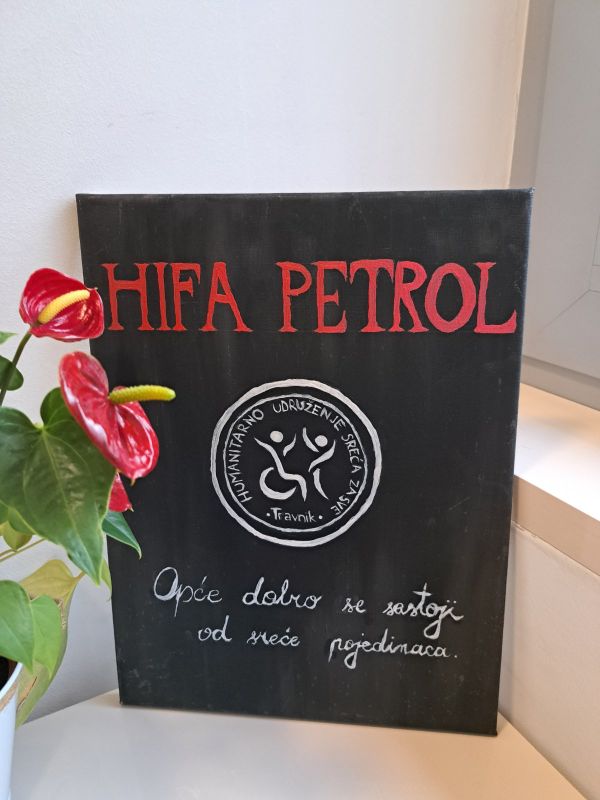 HIFA PETROL
HUMANITARNO UDRUŽENJE SREĆA ZA SVE
• Travnik •
Opće dobro se sastoji
od sreće pojedinaca.